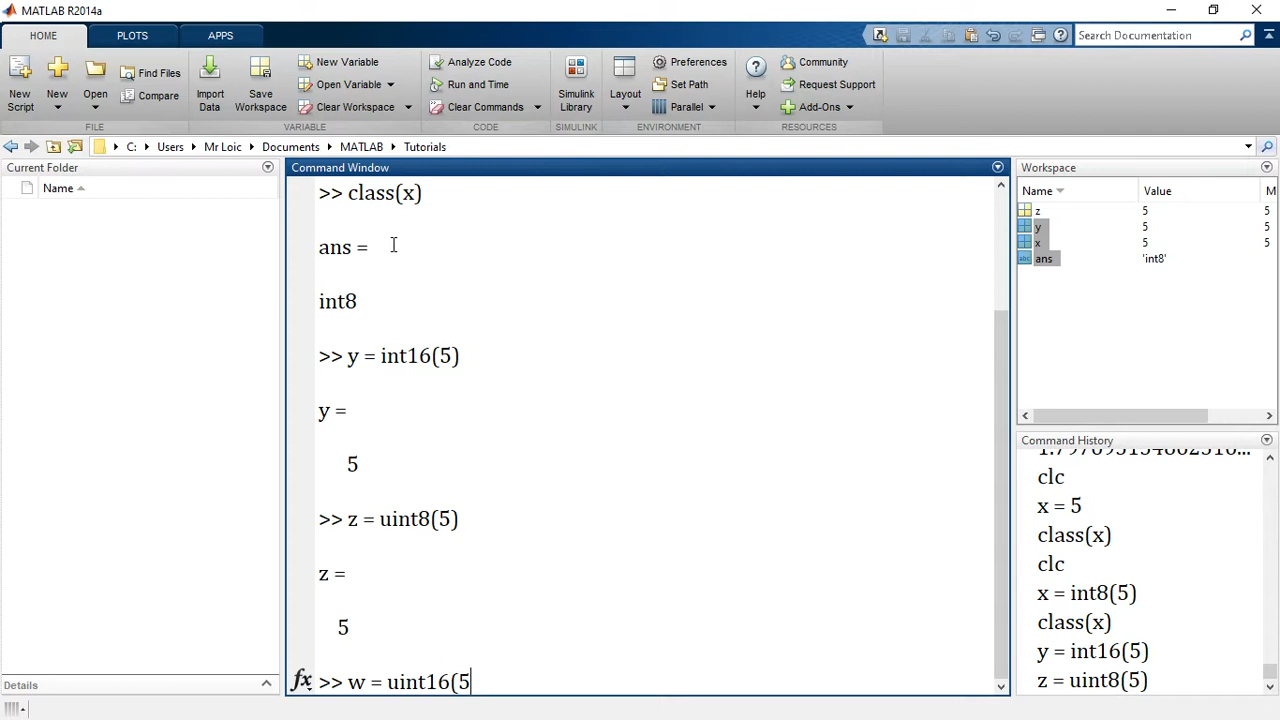 MATLAB R2014a
HOME PLOTS APPS
Search Documentation
New Script
New
Open
Find Files
Compare
FILE
Import Data
Save Workspace
New Variable
Open Variable
Clear Workspace
VARIABLE
Analyze Code
Run and Time
Clear Commands
CODE
Simulink Library
SIMULINK
Layout
Preferences
Set Path
Parallel
ENVIRONMENT
Help
Community
Request Support
Add-Ons
RESOURCES
C: Users Mr Loic Documents MATLAB Tutorials
Current Folder
Name
Details
Command Window
>> class(x)
ans =
int8
>> y = int16(5)
y =
5
>> z = uint8(5)
z =
5
fx >> w = uint16(5
Workspace
Name Value M
z 5 5
y 5 5
x 5 5
ans 'int8'
Command History
clc
x = 5
class(x)
clc
x = int8(5)
class(x)
y = int16(5)
z = uint8(5)